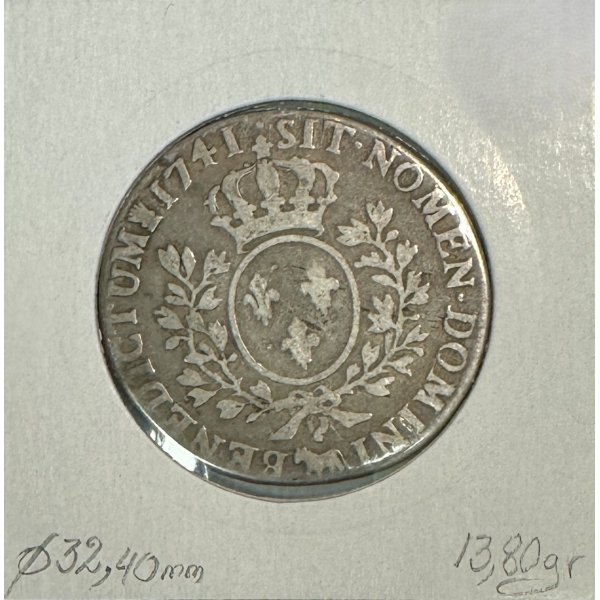 SIT·NOMEN·DOMINI BENEDICTUM 1741
Ø32,40mm
13,80gr